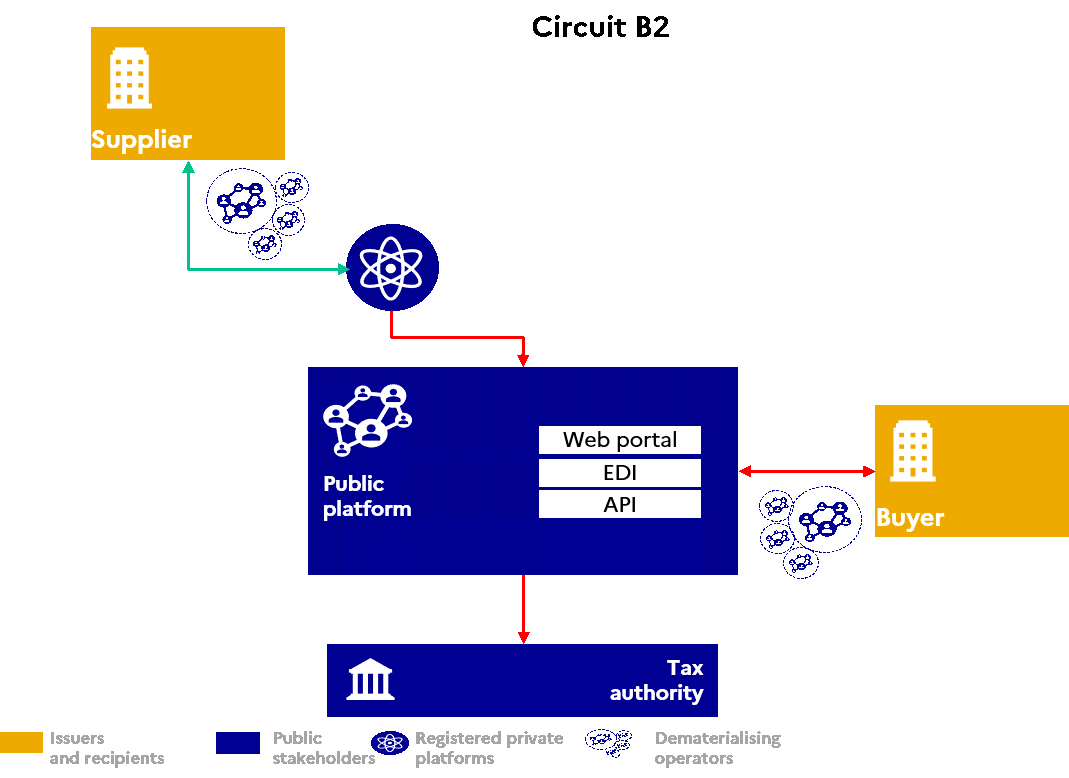 Circuit B2
Supplier
Web portal
EDI
API
Public
platform
Buyer
Tax
authority
Issuers
and recipients
Public
stakeholders
Registered private
platforms
Dematerialising
operators